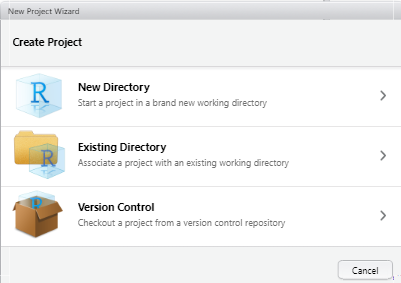 New Project Wizard
Create Project
R
New Directory
Start a project in a brand new working directory
R
Existing Directory
Associate a project with an existing working directory
Version Control
Checkout a project from a version control repository
Cancel